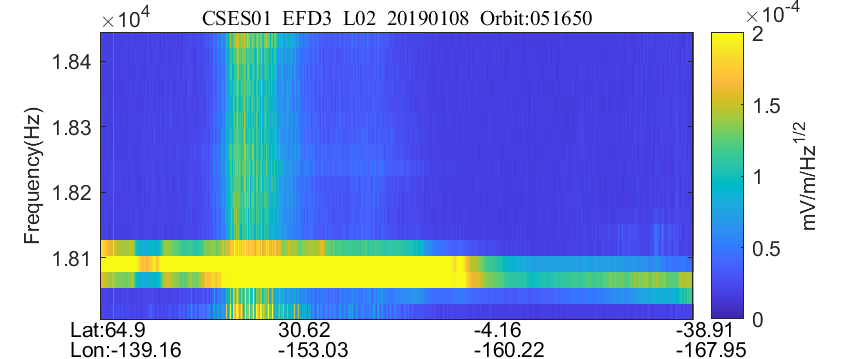 ×10⁴ CSES01 EFD3 L02 20190108 Orbit:051650 ×10⁻⁴
Frequency(Hz)
1.84
1.83
1.82
1.81
2
1.5
1
0.5
0
mV/m/Hz^1/2
Lat:64.9 30.62 -4.16 -38.91
Lon:-139.16 -153.03 -160.22 -167.95